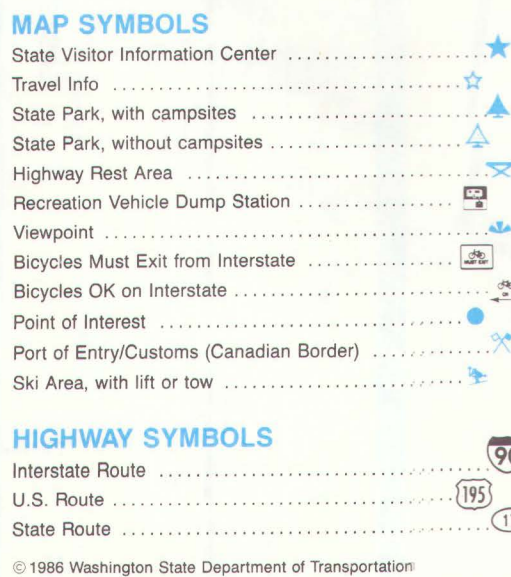 MAP SYMBOLS
State Visitor Information Center
Travel Info
State Park, with campsites
State Park, without campsites
Highway Rest Area
Recreation Vehicle Dump Station
Viewpoint
Bicycles Must Exit from Interstate MUST EXIT
Bicycles OK on Interstate OK
Point of Interest
Port of Entry/Customs (Canadian Border)
Ski Area, with lift or tow
HIGHWAY SYMBOLS
Interstate Route
U.S. Route 195
State Route
© 1986 Washington State Department of Transportation